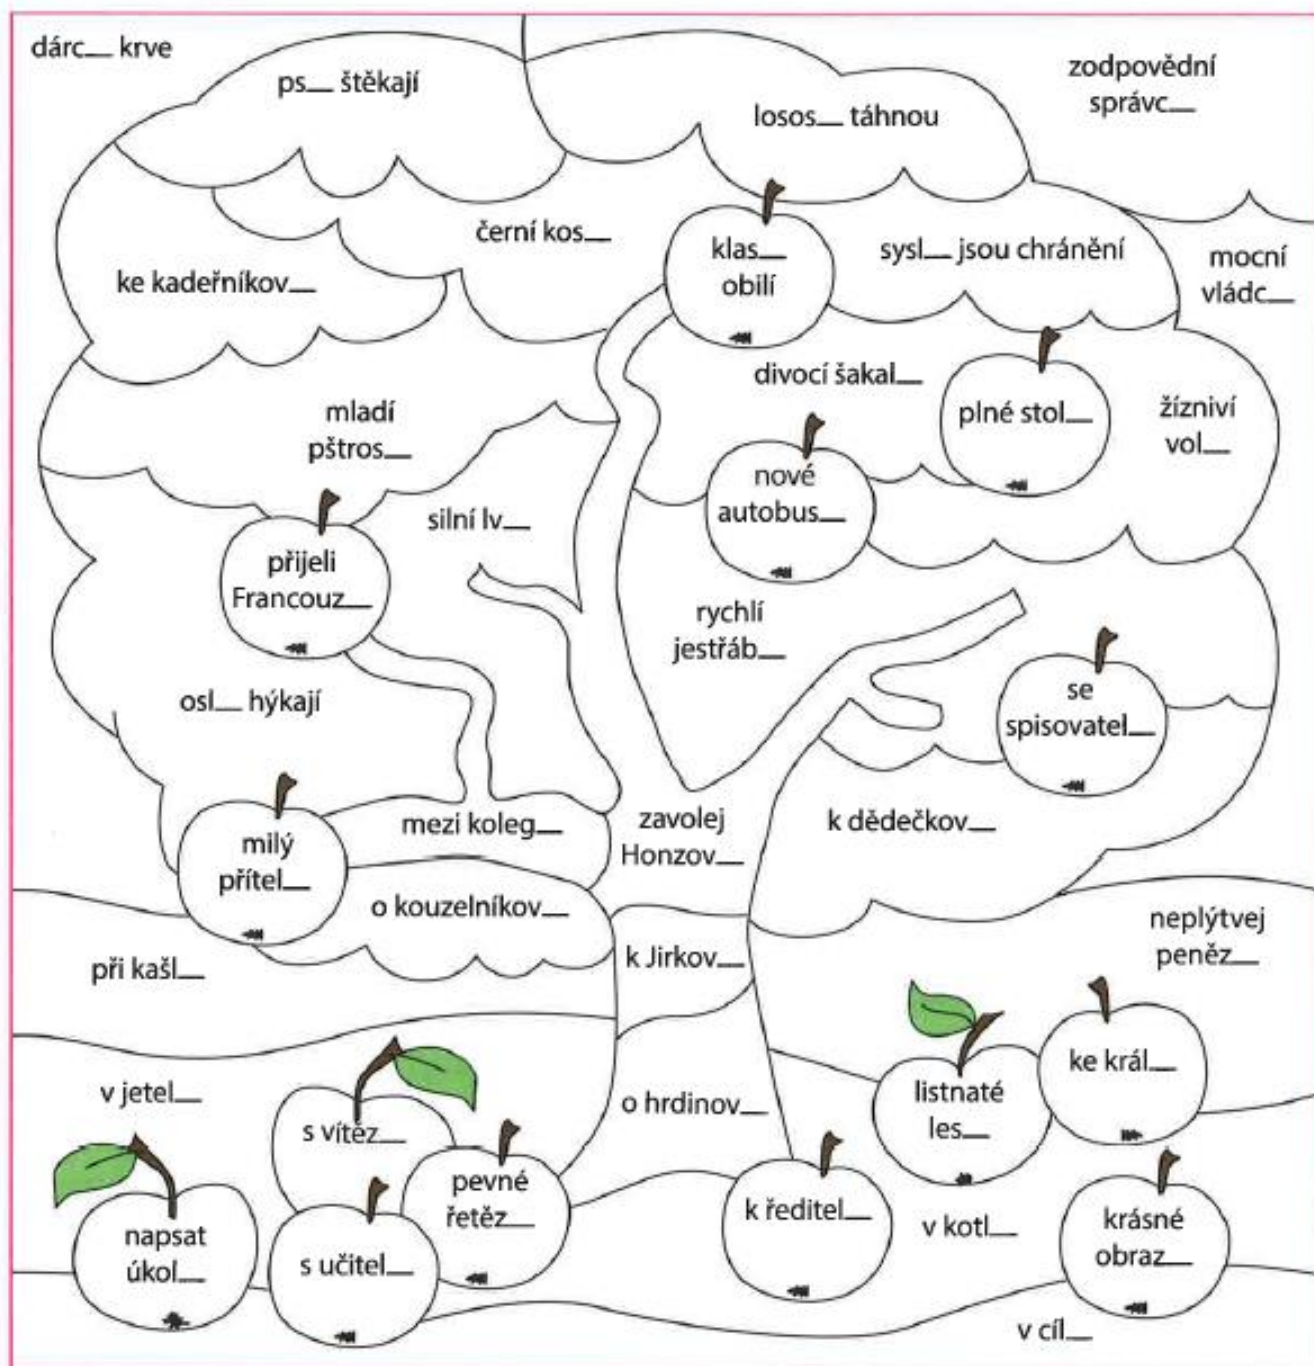 dárc__ krve
ps__ štěkají
losos__ táhnou
zodpovědní
správc__
černí kos__
klas__
obilí
sysl__ jsou chránění
mocní
vládc__
ke kadeřníkov__
divocí šakal__
plné stol__
žízniví
vol__
mladí
pštros__
nové
autobus__
silní lv__
přijeli
Francouz__
rychlí
jestřáb__
se
spisovatel__
osl__ hýkají
mezi koleg__
zavolej
Honzov__
k dědečkov__
milý
přítel__
o kouzelníkov__
neplýtvej
peněz__
při kašl__
k Jirkov__
v jetel__
s vítěz__
o hrdinov__
listnaté
les__
ke král__
pevné
řetěz__
napsat
úkol__
s učitel__
k ředitel__
v kotl__
krásné
obraz__
v cíl__